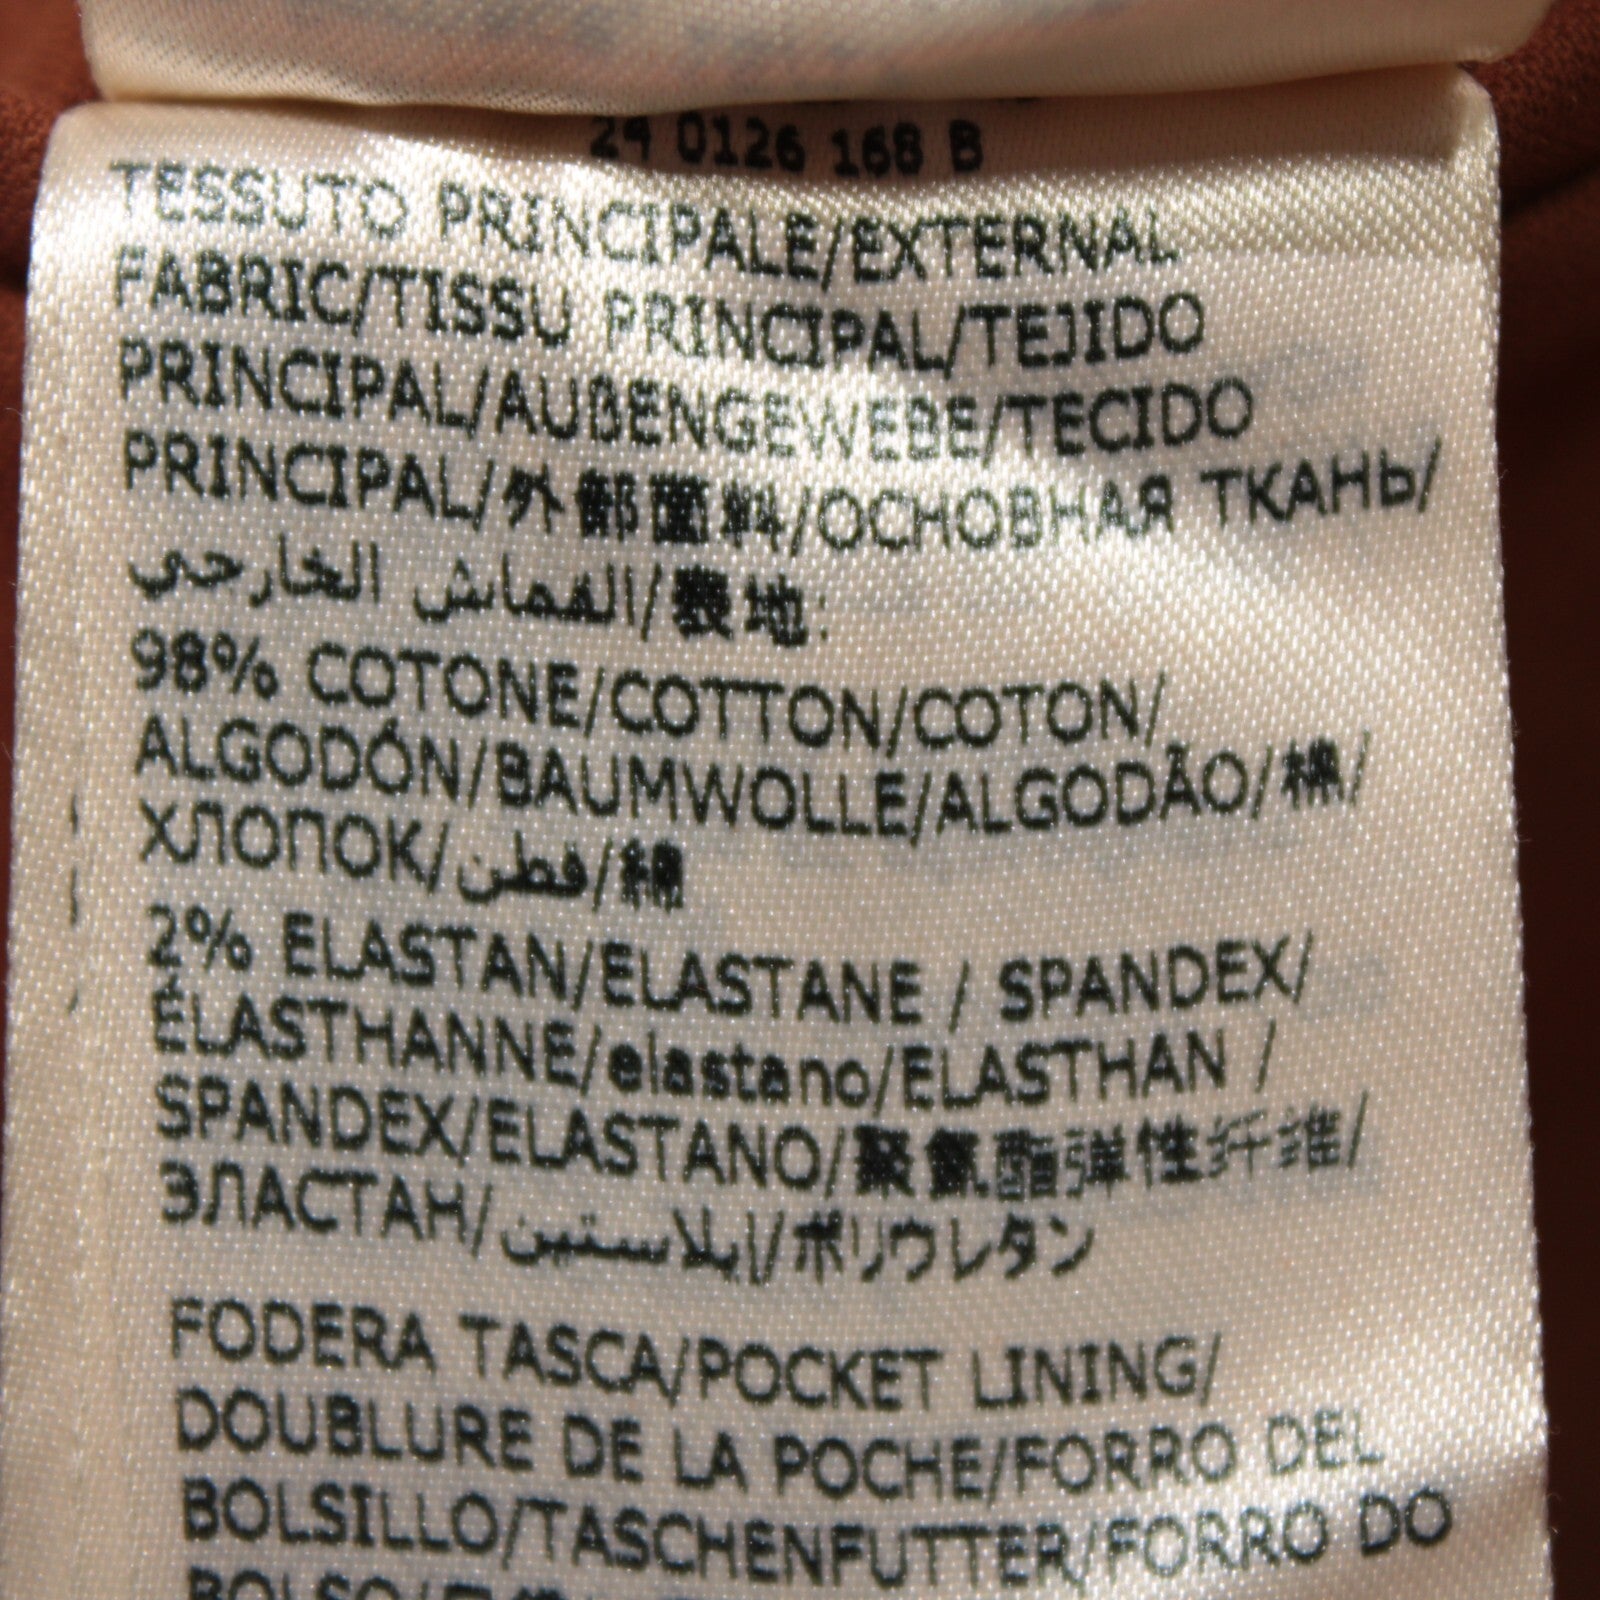 0126 168 B
TESSUTO PRINCIPALE/EXTERNAL
FABRIC/TISSU PRINCIPAL/TEJIDO
PRINCIPAL/AUßENGEWEBE/TECIDO
PRINCIPAL/外部面料/ОСНОВНАЯ ТКАНЬ/
القماش الخارجي/表地:
98% COTONE/COTTON/COTON/
ALGODÓN/BAUMWOLLE/ALGODÃO/棉/
ХЛОПОК/قطن/綿
2% ELASTAN/ELASTANE / SPANDEX/
ÉLASTHANNE/elastano/ELASTHAN /
SPANDEX/ELASTANO/聚氨酯弹性纤维/
ЭЛАСТАН/إيلاستين/ポリウレタン
FODERA TASCA/POCKET LINING/
DOUBLURE DE LA POCHE/FORRO DEL
BOLSILLO/TASCHENFUTTER/FORRO DO
BOLSO/